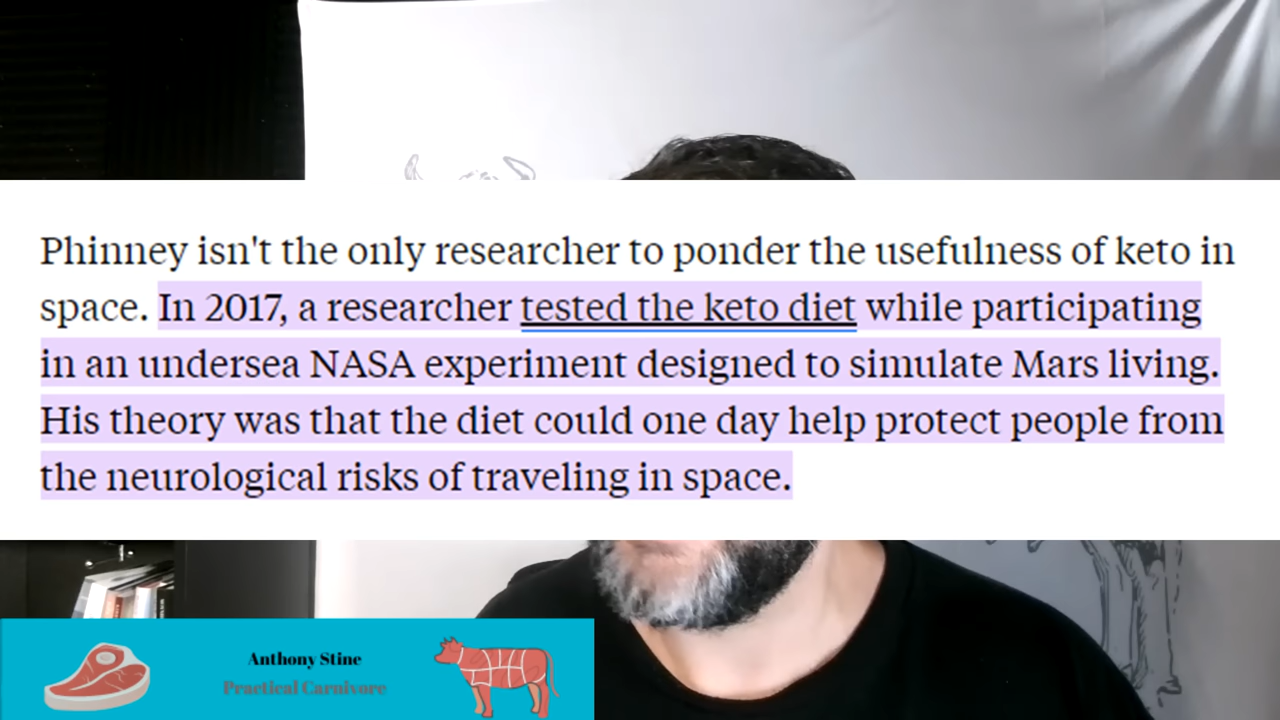 Phinney isn't the only researcher to ponder the usefulness of keto in
space. In 2017, a researcher tested the keto diet while participating
in an undersea NASA experiment designed to simulate Mars living.
His theory was that the diet could one day help protect people from
the neurological risks of traveling in space.
Anthony Stine
Practical Carnivore